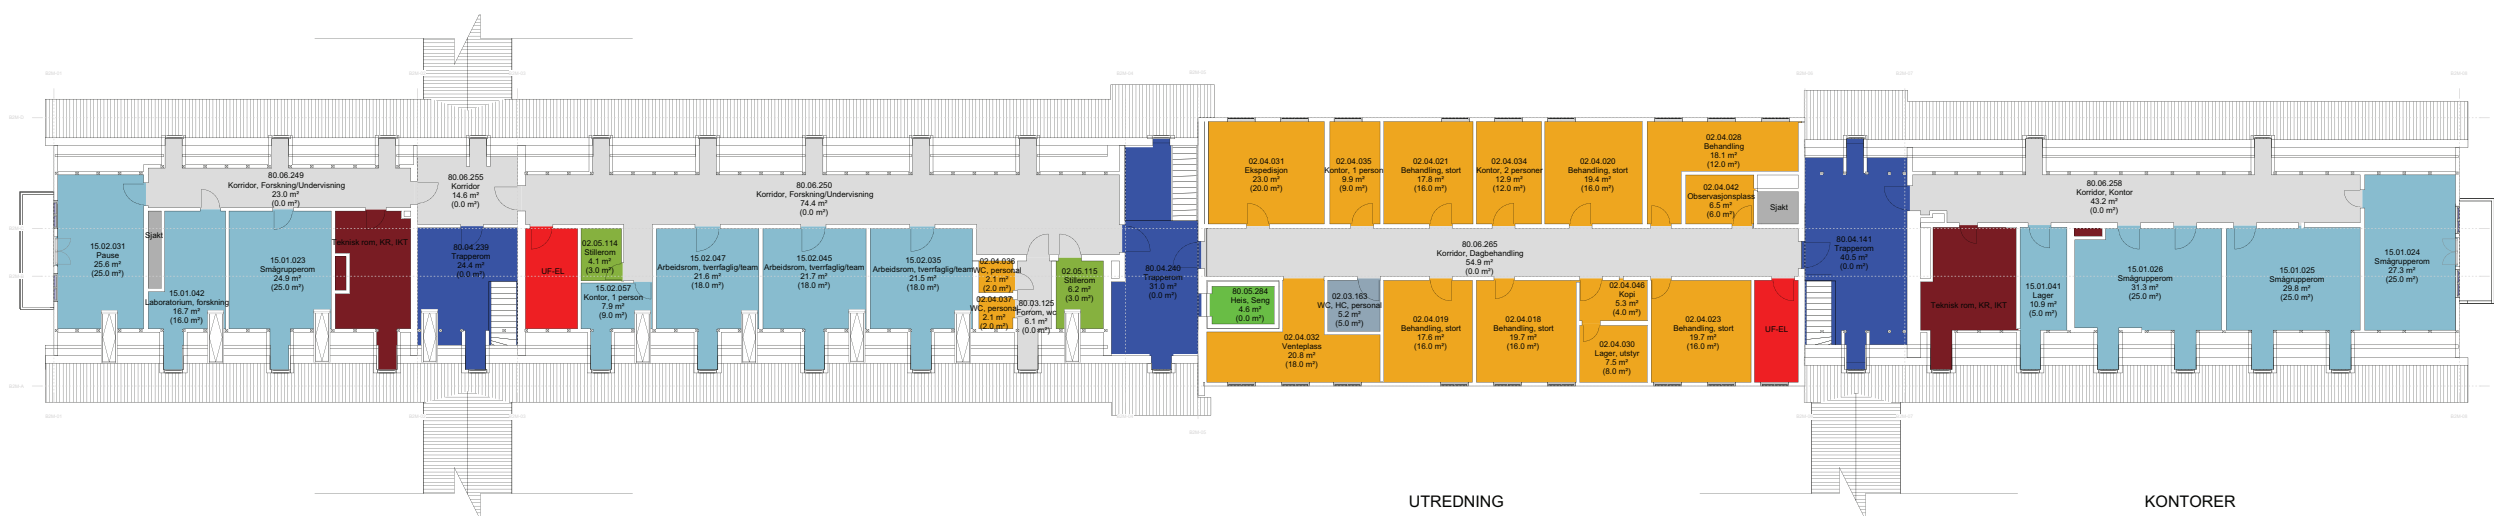 80.06.249
Korridor, Forskning/Undervisning
23.0 m²
(0.0 m²)
80.06.255
Korridor
14.6 m²
(0.0 m²)
80.06.250
Korridor, Forskning/Undervisning
74.4 m²
(0.0 m²)
15.02.031
Pause
25.6 m²
(25.0 m²)
Sjakt
15.01.042
Laboratorium, forskning
16.7 m²
(16.0 m²)
15.01.023
Smågrupperom
24.9 m²
(25.0 m²)
Teknisk rom, KR, IKT
80.04.239
Trapperom
24.4 m²
(0.0 m²)
UF-EL
02.05.114
Stillerom
4.1 m²
(3.0 m²)
15.02.057
Kontor, 1 person
7.9 m²
(9.0 m²)
15.02.047
Arbeidsrom, tverrfaglig/team
21.6 m²
(18.0 m²)
15.02.045
Arbeidsrom, tverrfaglig/team
21.7 m²
(18.0 m²)
15.02.035
Arbeidsrom, tverrfaglig/team
21.5 m²
(18.0 m²)
02.04.036
WC, personal
2.1 m²
(2.0 m²)
02.04.037
WC, personal
2.1 m²
(2.0 m²)
80.03.125
Forrom, wc
6.1 m²
(0.0 m²)
02.05.115
Stillerom
6.2 m²
(3.0 m²)
80.04.240
Trapperom
31.0 m²
(0.0 m²)
02.04.031
Ekspedisjon
23.0 m²
(20.0 m²)
02.04.035
Kontor, 1 person
9.9 m²
(9.0 m²)
02.04.021
Behandling, stort
17.8 m²
(16.0 m²)
02.04.034
Kontor, 2 personer
12.9 m²
(12.0 m²)
02.04.020
Behandling, stort
19.4 m²
(16.0 m²)
02.04.028
Behandling
18.1 m²
(12.0 m²)
02.04.042
Observasjonsplass
6.5 m²
(6.0 m²)
Sjakt
80.06.265
Korridor, Dagbehandling
54.9 m²
(0.0 m²)
80.05.284
Heis, Seng
4.6 m²
(0.0 m²)
02.04.032
Venteplass
20.8 m²
(18.0 m²)
02.03.163
WC, HC, personal
5.2 m²
(5.0 m²)
02.04.019
Behandling, stort
17.6 m²
(16.0 m²)
02.04.018
Behandling, stort
19.7 m²
(16.0 m²)
02.04.046
Kopi
5.3 m²
(4.0 m²)
02.04.030
Lager, utstyr
7.5 m²
(8.0 m²)
02.04.023
Behandling, stort
19.7 m²
(16.0 m²)
UF-EL
80.04.141
Trapperom
40.5 m²
(0.0 m²)
80.06.258
Korridor, Kontor
43.2 m²
(0.0 m²)
Teknisk rom, KR, IKT
15.01.041
Lager
10.9 m²
(5.0 m²)
15.01.026
Smågrupperom
31.3 m²
(25.0 m²)
15.01.025
Smågrupperom
29.8 m²
(25.0 m²)
15.01.024
Smågrupperom
27.3 m²
(25.0 m²)
UTREDNING
KONTORER